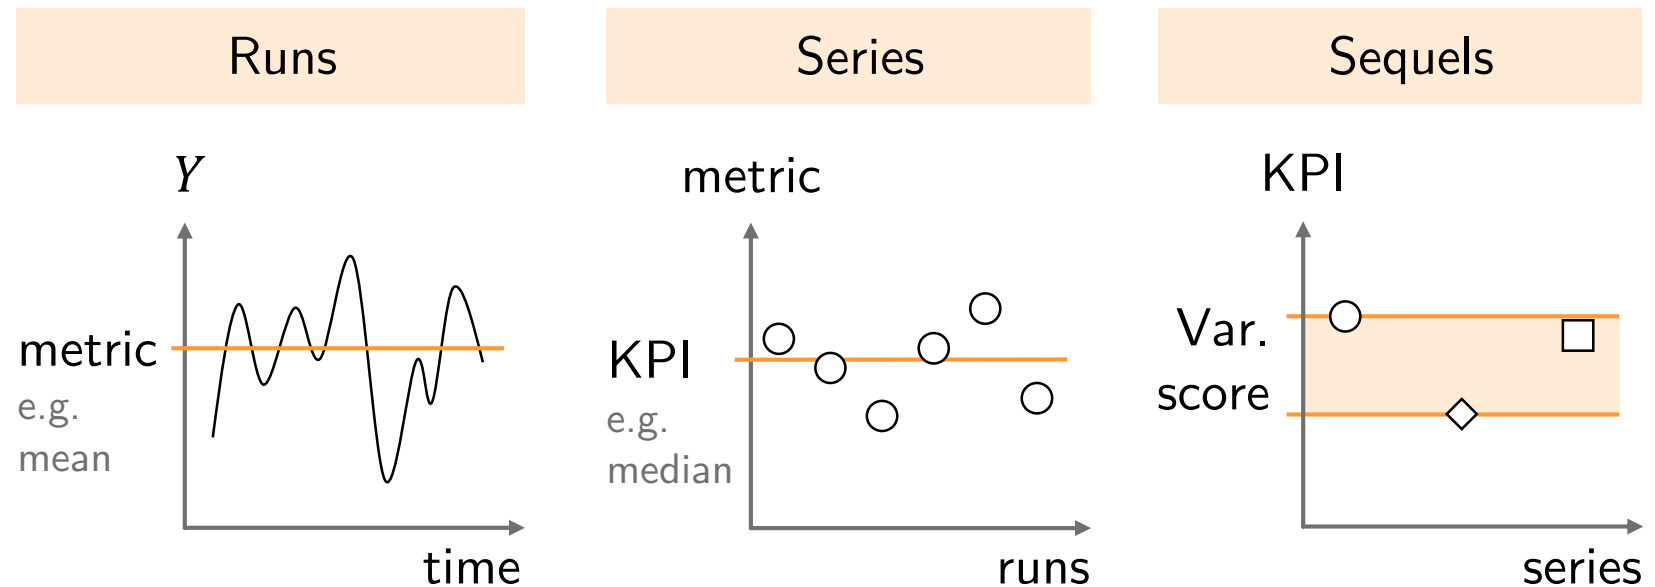 Runs
Y
metric
e.g.
mean
time
Series
metric
KPI
e.g.
median
runs
Sequels
KPI
Var.
score
series